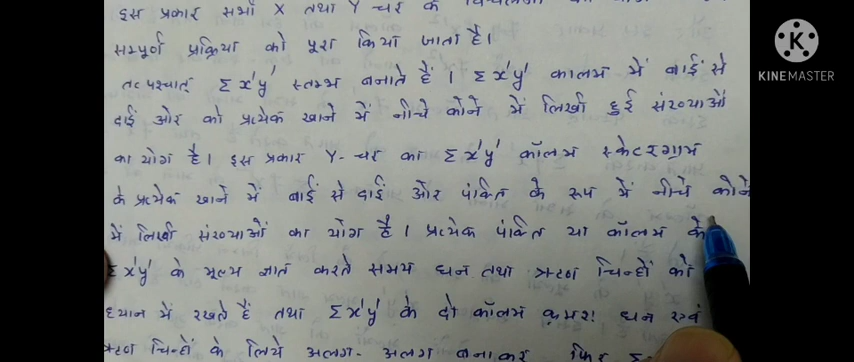 इस प्रकार सभी X तथा Y चर के विचलनों का योग
सम्पूर्ण प्रक्रिया को पूरा किया जाता है।
तत्पश्चात् Σx'y' स्तम्भ बनाते हैं। Σx'y' कालम में बाईं से
दाईं ओर को प्रत्येक खाने में नीचे कोने में लिखी हुई संख्याओं
का योग है। इस प्रकार Y-चर का Σx'y' कॉलम स्केटरग्राम
के प्रत्येक खाने में बाईं से दाईं ओर पंक्ति के रूप में नीचे कोने
में लिखी संख्याओं का योग है। प्रत्येक पंक्ति या कॉलम के
Σx'y' के मूल्य ज्ञात करते समय धन तथा ऋण चिन्हों को
ध्यान में रखते हैं तथा Σx'y' के दो कॉलम क्रमशः धन एवं
ऋण चिन्हों के लिये अलग-अलग बनाकर फिर Σ
KINEMASTER